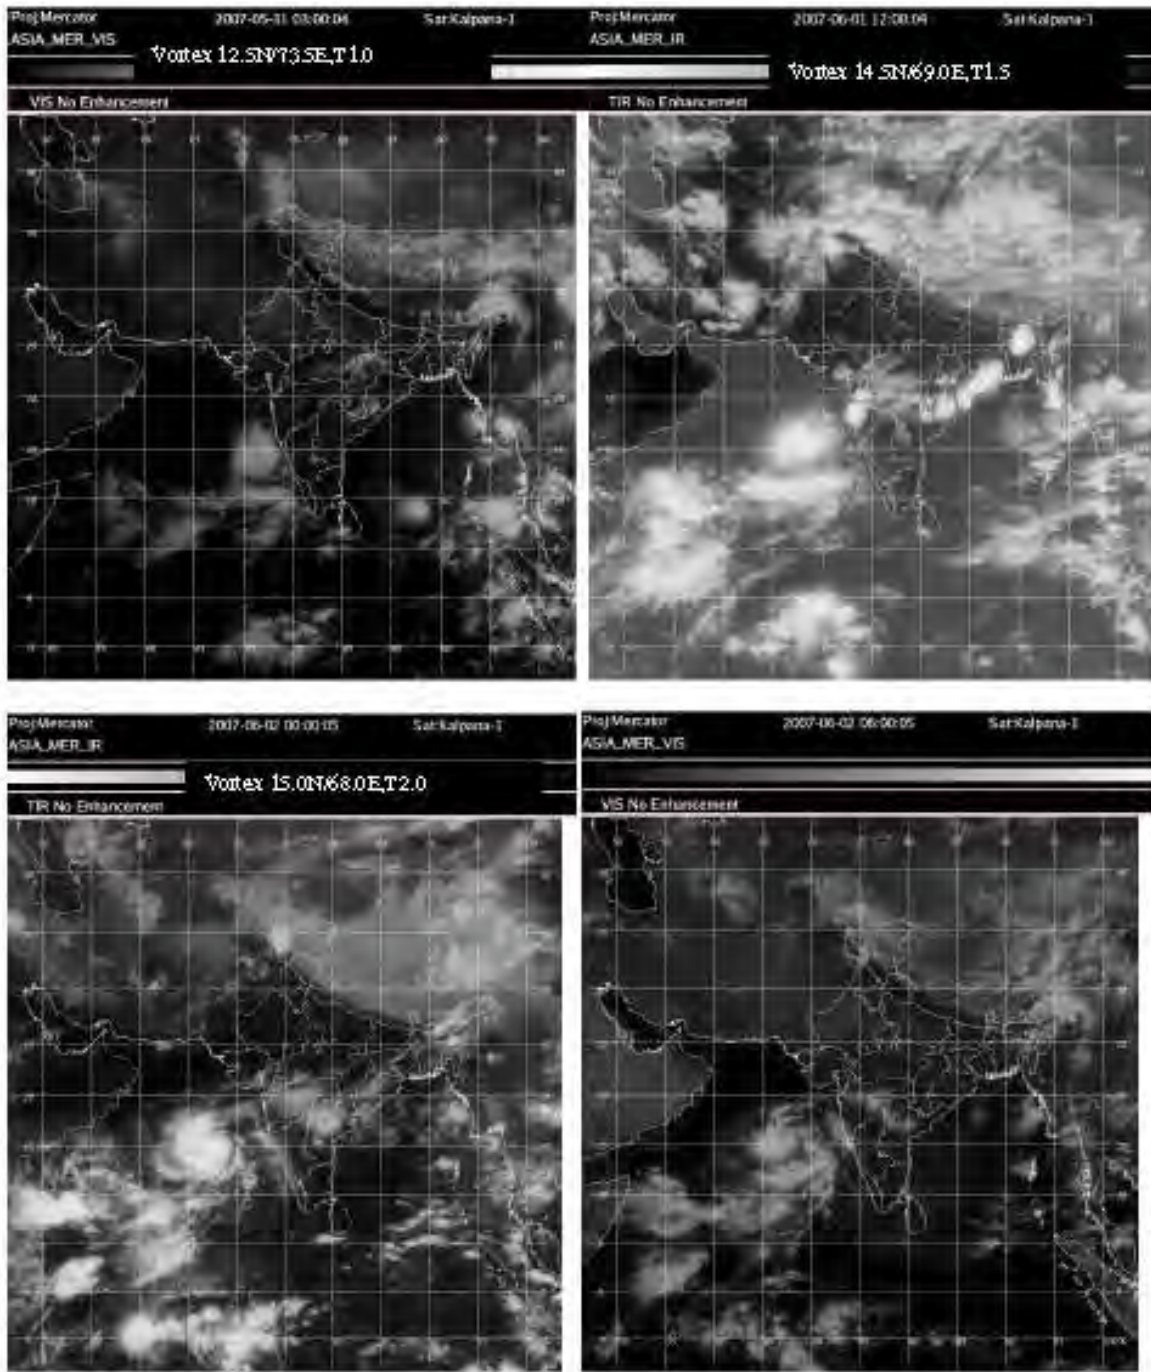 Proj:Mercator 2007-05-31 03:00:04 Sat:Kalpana-1
ASIA_MER_VIS
Vortex 12.5N/73.5E,T1.0
VIS No Enhancement
Proj:Mercator 2007-06-01 12:00:04 Sat:Kalpana-1
ASIA_MER_IR
Vortex 14.5N/69.0E,T1.5
TIR No Enhancement
Proj:Mercator 2007-06-02 00:00:05 Sat:Kalpana-1
ASIA_MER_IR
Vortex 15.0N/68.0E,T2.0
TIR No Enhancement
Proj:Mercator 2007-06-02 06:00:05 Sat:Kalpana-1
ASIA_MER_VIS
VIS No Enhancement